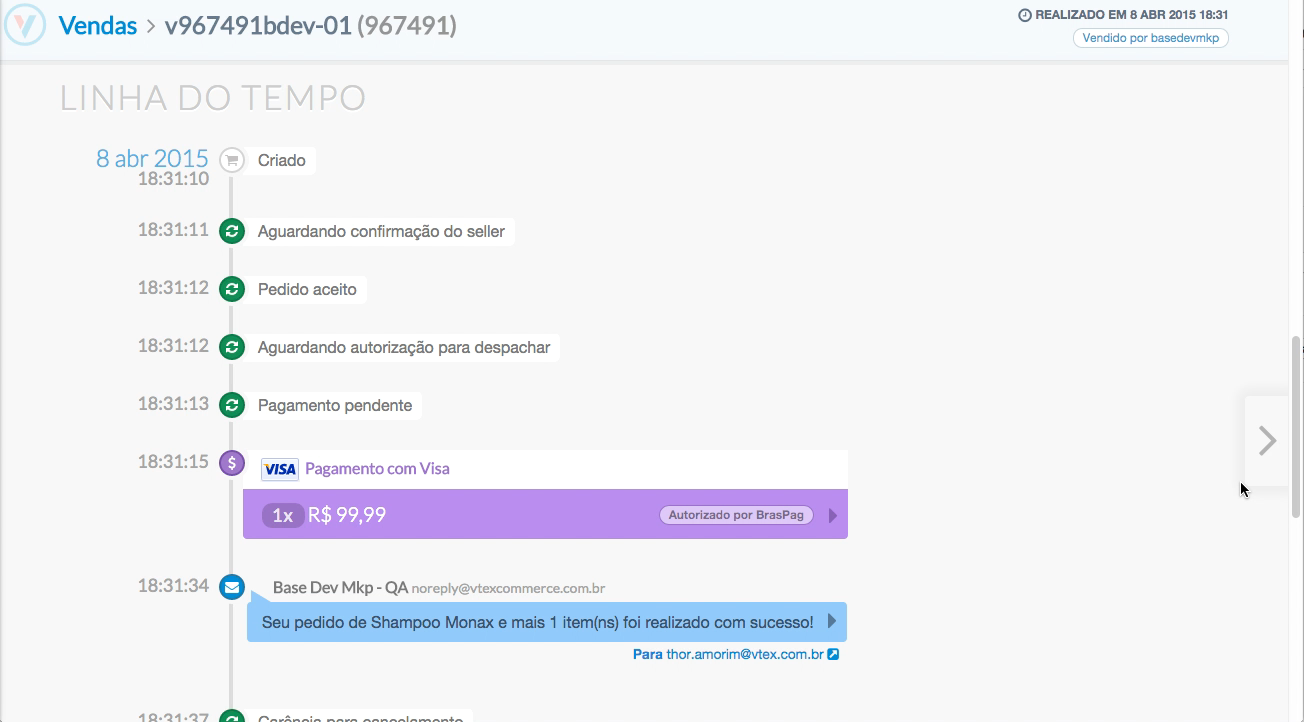 Vendas > v967491bdev-01 (967491)
REALIZADO EM 8 ABR 2015 18:31
Vendido por basedevmkp
LINHA DO TEMPO
8 abr 2015 Criado
18:31:10
18:31:11 Aguardando confirmação do seller
18:31:12 Pedido aceito
18:31:12 Aguardando autorização para despachar
18:31:13 Pagamento pendente
18:31:15 $ VISA Pagamento com Visa
1x R$ 99,99 Autorizado por BrasPag
18:31:34 Base Dev Mkp - QA noreply@vtexcommerce.com.br
Seu pedido de Shampoo Monax e mais 1 item(ns) foi realizado com sucesso!
Para thor.amorim@vtex.com.br
18:31:37 Carência para cancelamento